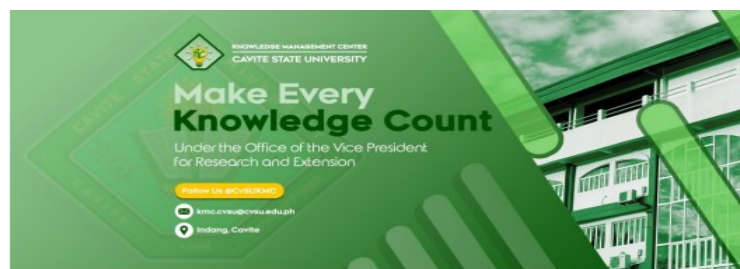 KNOWLEDGE MANAGEMENT CENTER
CAVITE STATE UNIVERSITY
Make Every
Knowledge Count
Under the Office of the Vice President
for Research and Extension
Follow Us @CvSUKMC
kmc.cvsu@cvsu.edu.ph
Indang, Cavite